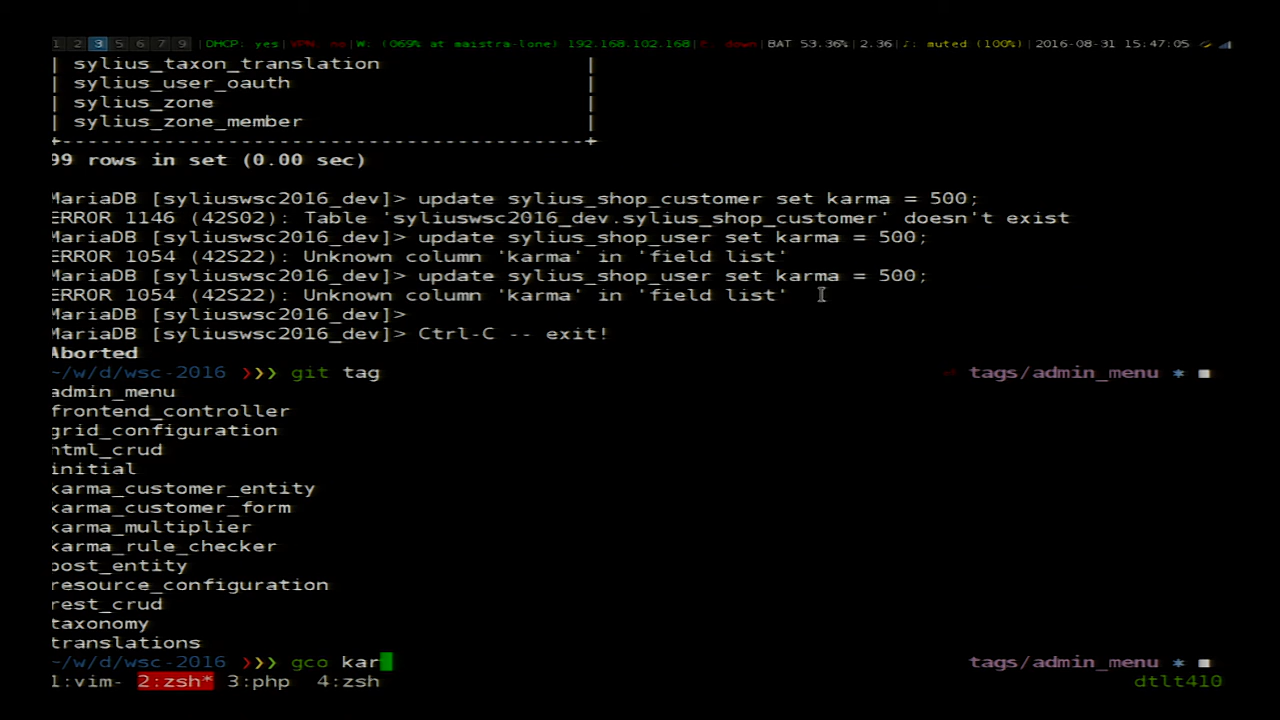 1 2 3 5 6 7 9 |DHCP: yes|VPN: no|W: (069% at maistra-lone) 192.168.102.168|E: down|BAT 53.36%|2.36|♪: muted (100%)|2016-08-31 15:47:05
| sylius_taxon_translation |
| sylius_user_oauth |
| sylius_zone |
| sylius_zone_member |
+------------------------------------------+
99 rows in set (0.00 sec)
MariaDB [syliuswsc2016_dev]> update sylius_shop_customer set karma = 500;
ERROR 1146 (42S02): Table 'syliuswsc2016_dev.sylius_shop_customer' doesn't exist
MariaDB [syliuswsc2016_dev]> update sylius_shop_user set karma = 500;
ERROR 1054 (42S22): Unknown column 'karma' in 'field list'
MariaDB [syliuswsc2016_dev]> update sylius_shop_user set karma = 500;
ERROR 1054 (42S22): Unknown column 'karma' in 'field list'
MariaDB [syliuswsc2016_dev]>
MariaDB [syliuswsc2016_dev]> Ctrl-C -- exit!
Aborted
~/w/d/wsc-2016 ❯❯❯ git tag tags/admin_menu ✱ ■
admin_menu
frontend_controller
grid_configuration
html_crud
initial
karma_customer_entity
karma_customer_form
karma_multiplier
karma_rule_checker
post_entity
resource_configuration
rest_crud
taxonomy
translations
~/w/d/wsc-2016 ❯❯❯ gco kar tags/admin_menu ✱ ■
1:vim- 2:zsh* 3:php 4:zsh dtlt410